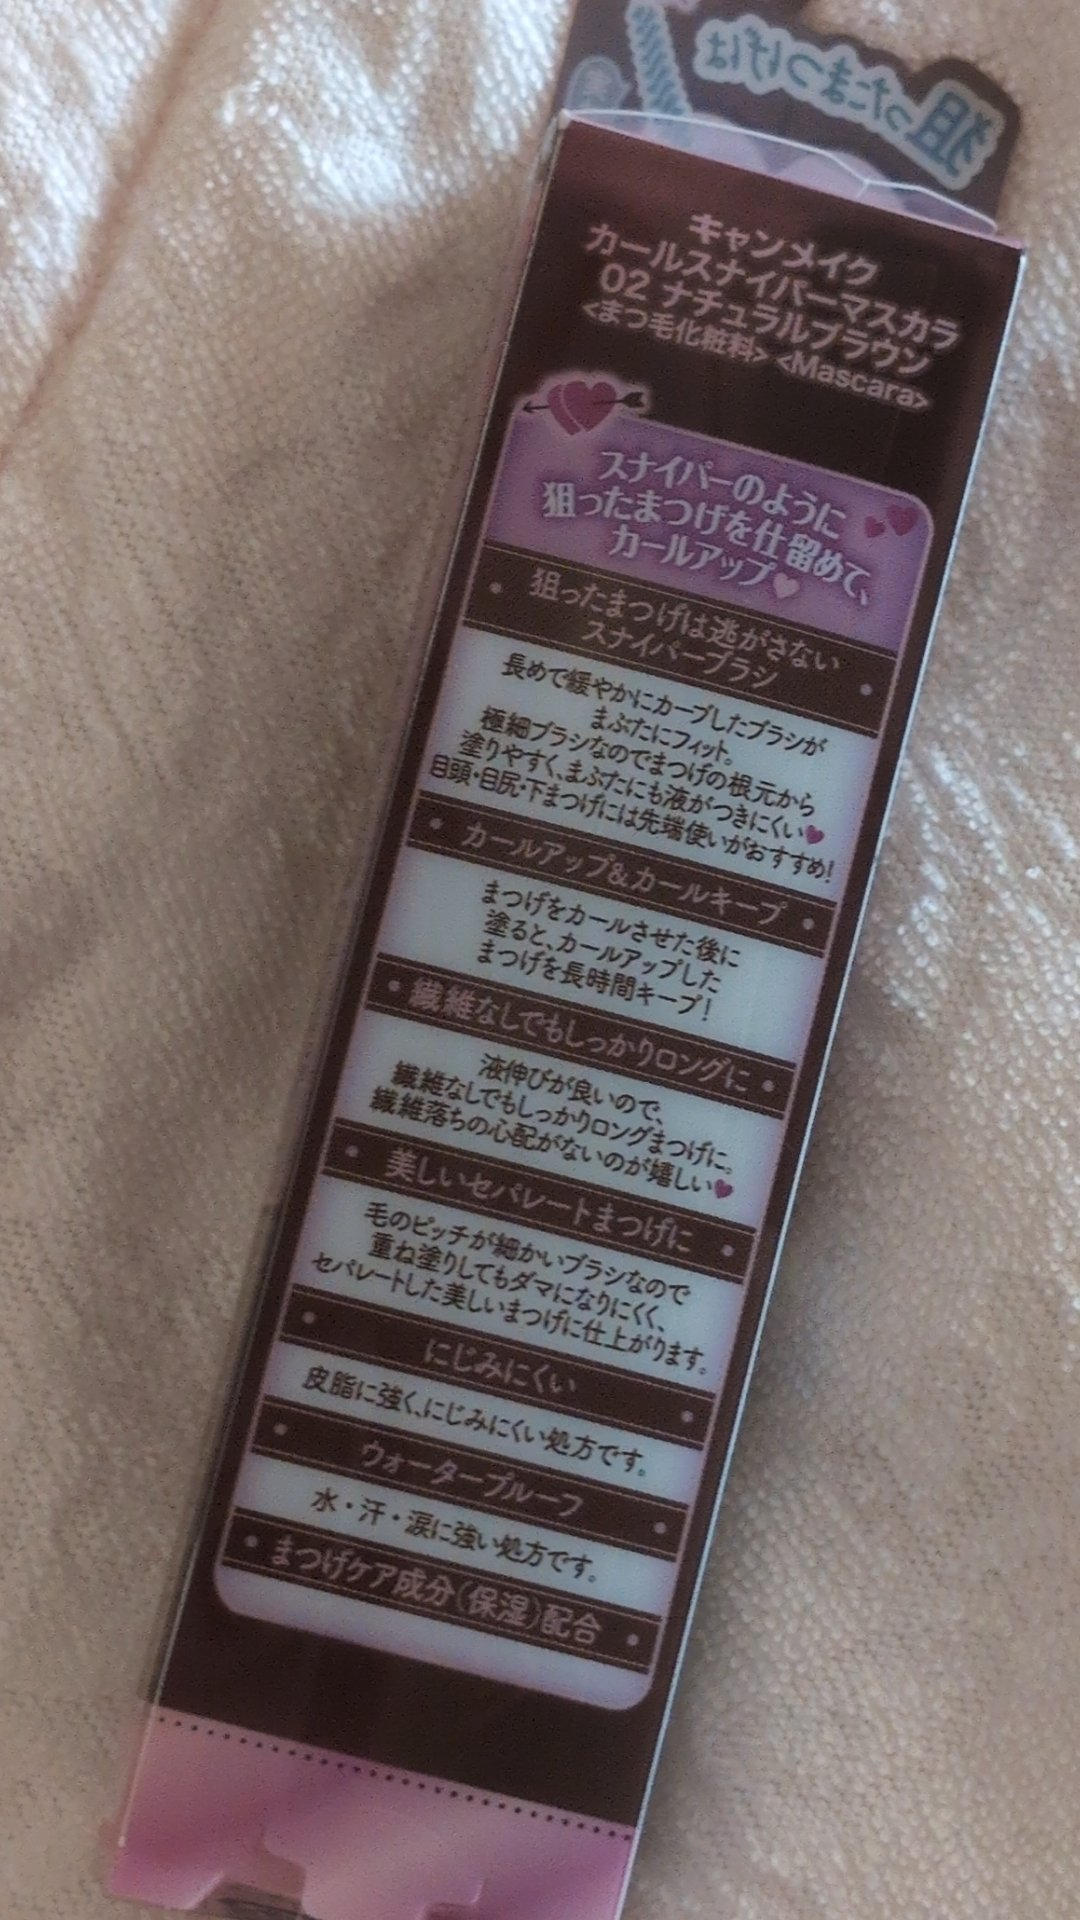 狙ったまつげは
キャンメイク
カールスナイパーマスカラ
02 ナチュラルブラウン
<まつ毛化粧料> <Mascara>
スナイパーのように
狙ったまつげを仕留めて、
カールアップ
狙ったまつげは逃がさない
スナイパーブラシ
長めで緩やかにカーブしたブラシが
まぶたにフィット。
極細ブラシなのでまつげの根元から
塗りやすく、まぶたにも液がつきにくい♥
目頭・目尻・下まつげには先端使いがおすすめ!
カールアップ&カールキープ
まつげをカールさせた後に
塗ると、カールアップした
まつげを長時間キープ!
繊維なしでもしっかりロングに
液伸びが良いので、
繊維なしでもしっかりロングまつげに。
繊維落ちの心配がないのが嬉しい♥
美しいセパレートまつげに
毛のピッチが細かいブラシなので
重ね塗りしてもダマになりにくく、
セパレートした美しいまつげに仕上がります。
にじみにくい
皮脂に強く、にじみにくい処方です。
ウォータープルーフ
水・汗・涙に強い処方です。
まつげケア成分(保湿)配合